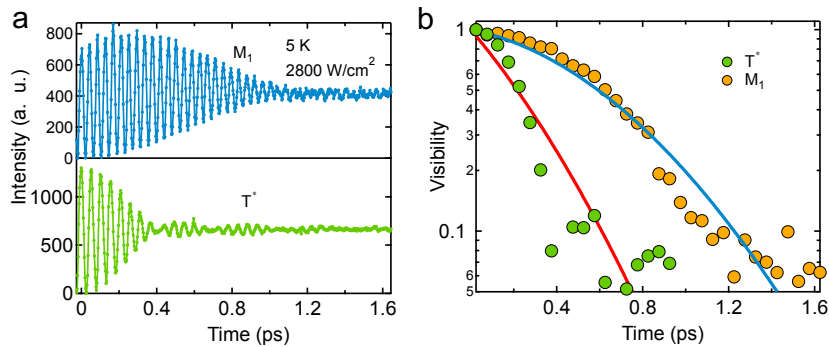 a
M1
5 K
2800 W/cm²
800
600
400
200
0
T*
1000
500
0
Intensity (a. u.)
0.0
0.4
0.8
1.2
1.6
Time (ps)
b
T*
M1
1
6
5
4
3
2
0.1
6
5
Visibility
0.4
0.8
1.2
1.6
Time (ps)